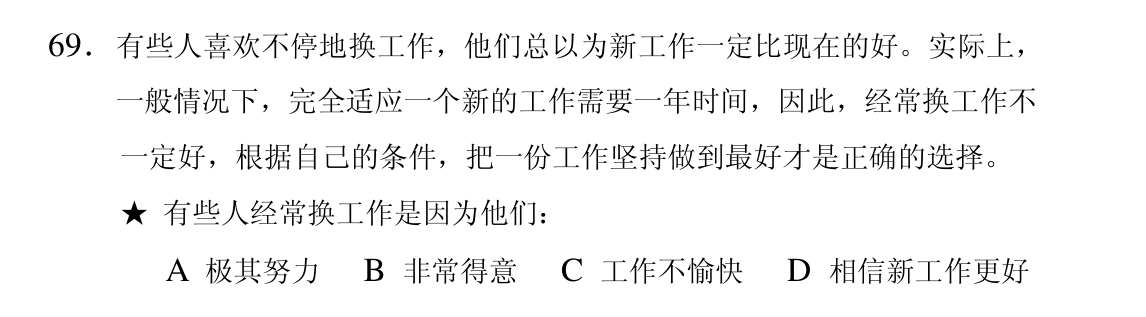 69． 有些人喜欢不停地换工作，他们总以为新工作一定比现在的好。实际上，
一般情况下，完全适应一个新的工作需要一年时间，因此，经常换工作不
一定好，根据自己的条件，把一份工作坚持做到最好才是正确的选择。
★ 有些人经常换工作是因为他们：
A 极其努力 B 非常得意 C 工作不愉快 D 相信新工作更好